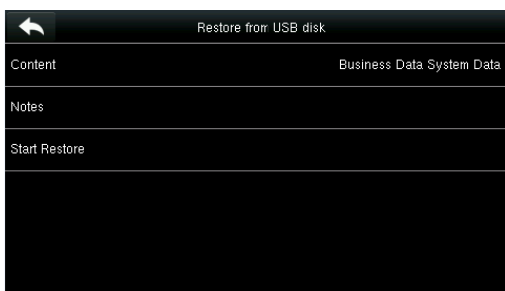 Restore from USB disk
Content Business Data System Data
Notes
Start Restore